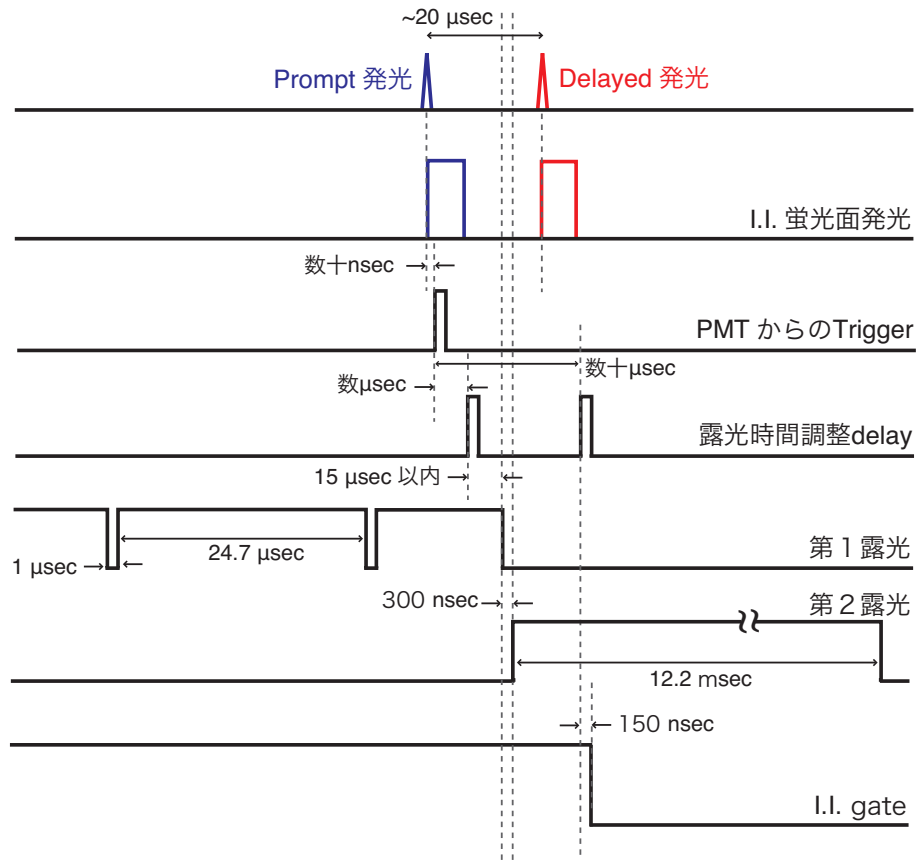 ~20 μsec
Prompt 発光
Delayed 発光
I.I. 蛍光面発光
数十nsec
PMT からのTrigger
数μsec
数十μsec
露光時間調整delay
15 μsec 以内
24.7 μsec
第１露光
1 μsec
300 nsec
第２露光
12.2 msec
150 nsec
I.I. gate